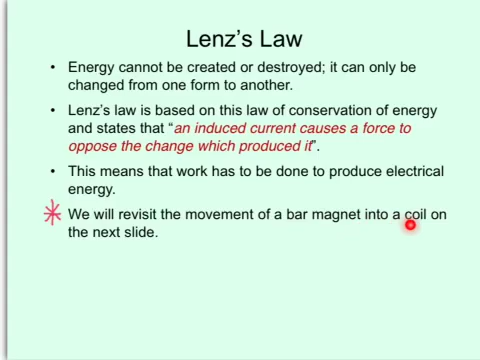 Lenz's Law
• Energy cannot be created or destroyed; it can only be
changed from one form to another.
• Lenz's law is based on this law of conservation of energy
and states that “an induced current causes a force to
oppose the change which produced it”.
• This means that work has to be done to produce electrical
energy.
We will revisit the movement of a bar magnet into a coil on
the next slide.